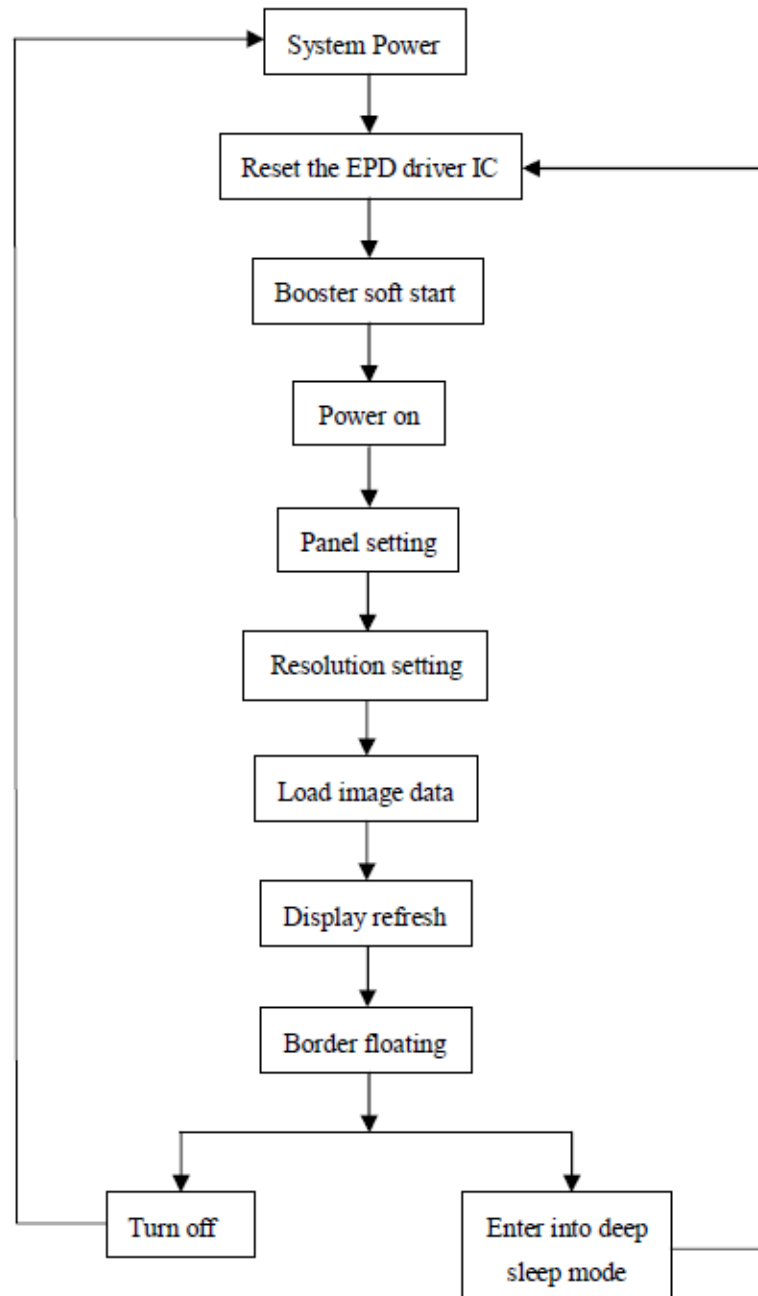 System Power
Reset the EPD driver IC
Booster soft start
Power on
Panel setting
Resolution setting
Load image data
Display refresh
Border floating
Turn off
Enter into deep
sleep mode